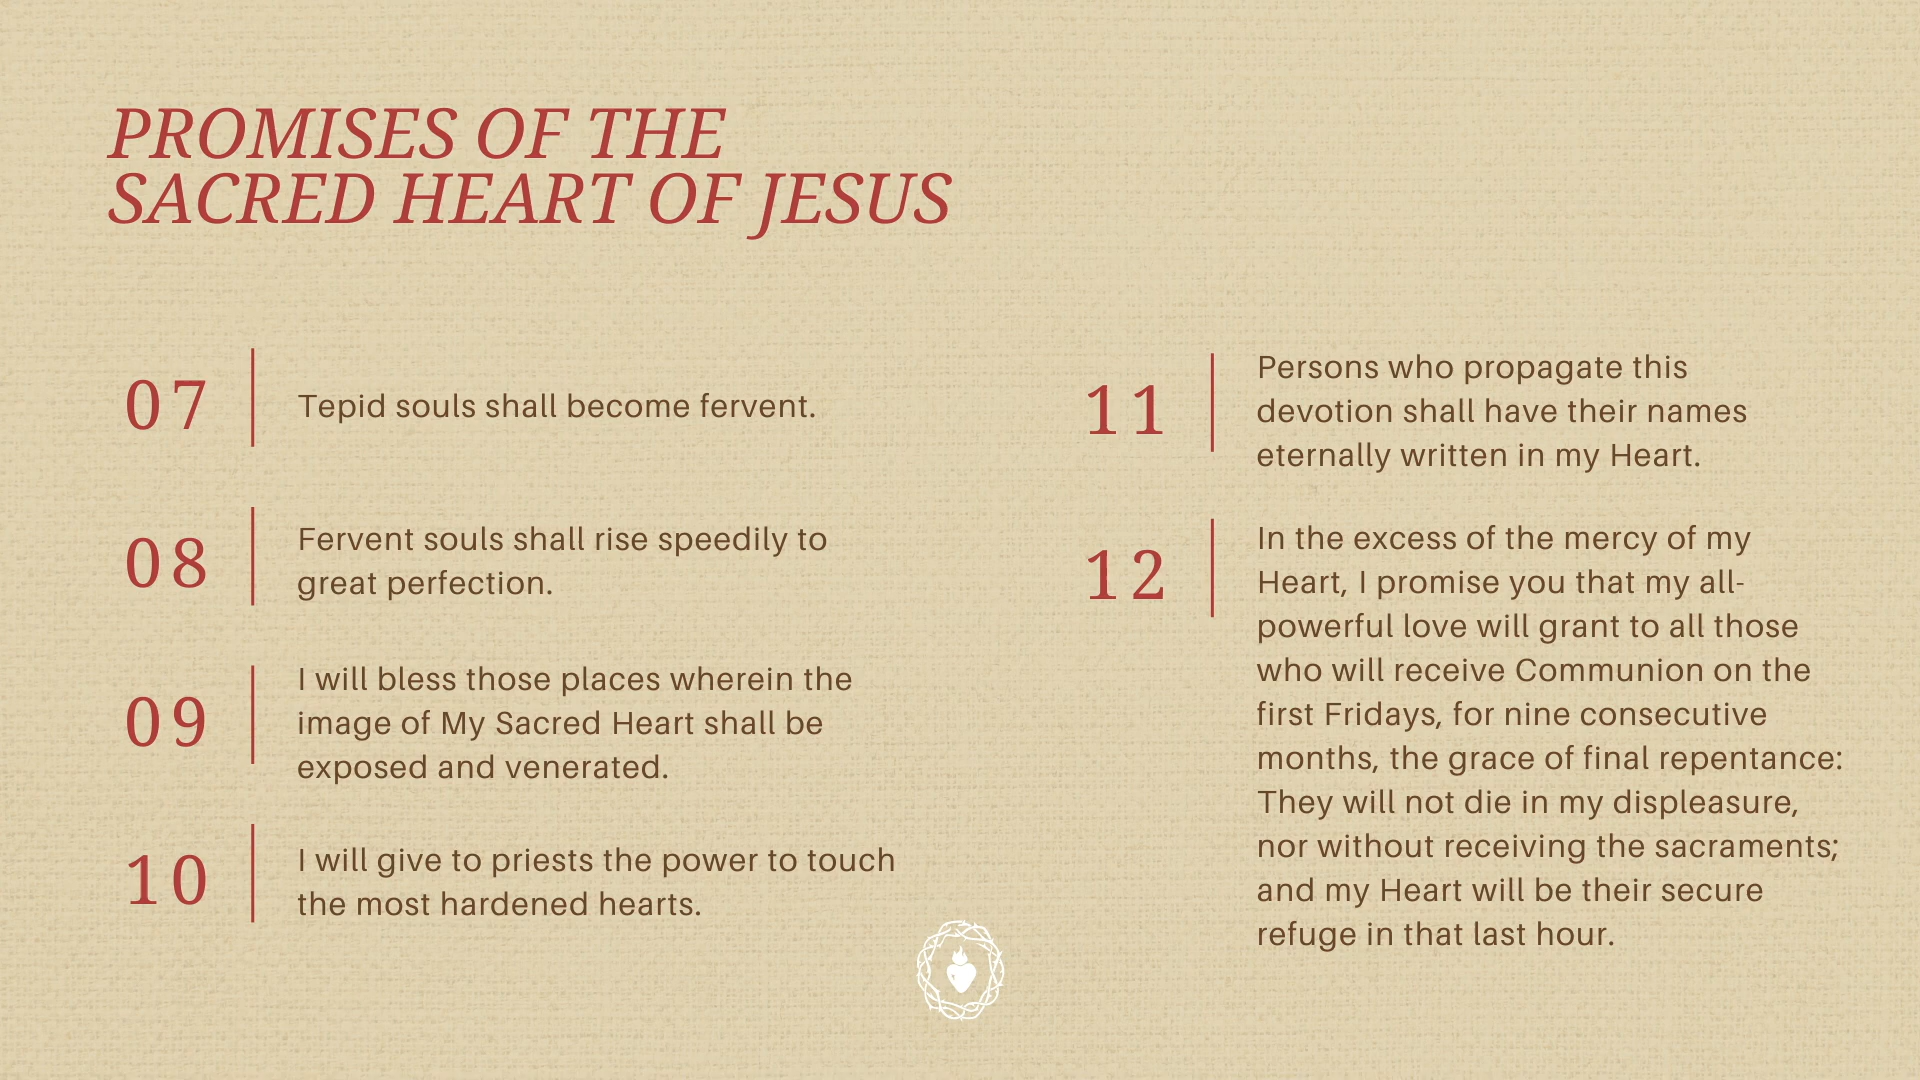 PROMISES OF THE
SACRED HEART OF JESUS
07
Tepid souls shall become fervent.
08
Fervent souls shall rise speedily to
great perfection.
09
I will bless those places wherein the
image of My Sacred Heart shall be
exposed and venerated.
10
I will give to priests the power to touch
the most hardened hearts.
11
Persons who propagate this
devotion shall have their names
eternally written in my Heart.
12
In the excess of the mercy of my
Heart, I promise you that my all-
powerful love will grant to all those
who will receive Communion on the
first Fridays, for nine consecutive
months, the grace of final repentance:
They will not die in my displeasure,
nor without receiving the sacraments;
and my Heart will be their secure
refuge in that last hour.